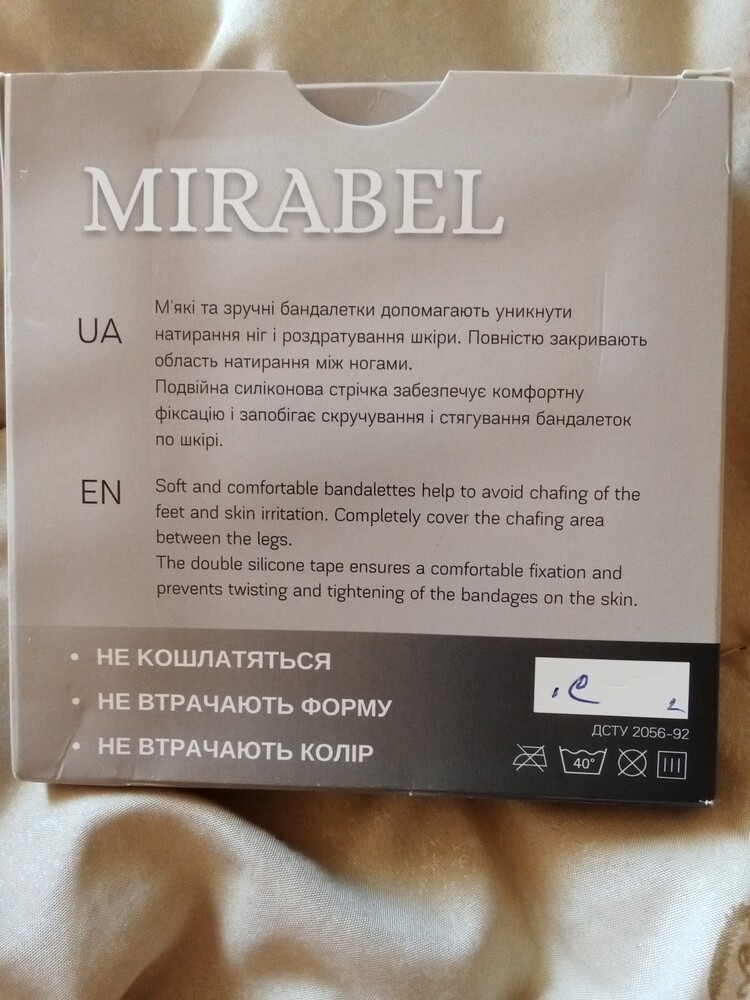 MIRABEL
UA
М'які та зручні бандалетки допомагають уникнути
натирання ніг і роздратування шкіри. Повністю закривають
область натирання між ногами.
Подвійна силіконова стрічка забезпечує комфортну
фіксацію і запобігає скручування і стягування бандалеток
по шкірі.
EN
Soft and comfortable bandalettes help to avoid chafing of the
feet and skin irritation. Completely cover the chafing area
between the legs.
The double silicone tape ensures a comfortable fixation and
prevents twisting and tightening of the bandages on the skin.
• НЕ КОШЛАТЯТЬСЯ
• НЕ ВТРАЧАЮТЬ ФОРМУ
• НЕ ВТРАЧАЮТЬ КОЛІР
ДСТУ 2056-92
40°